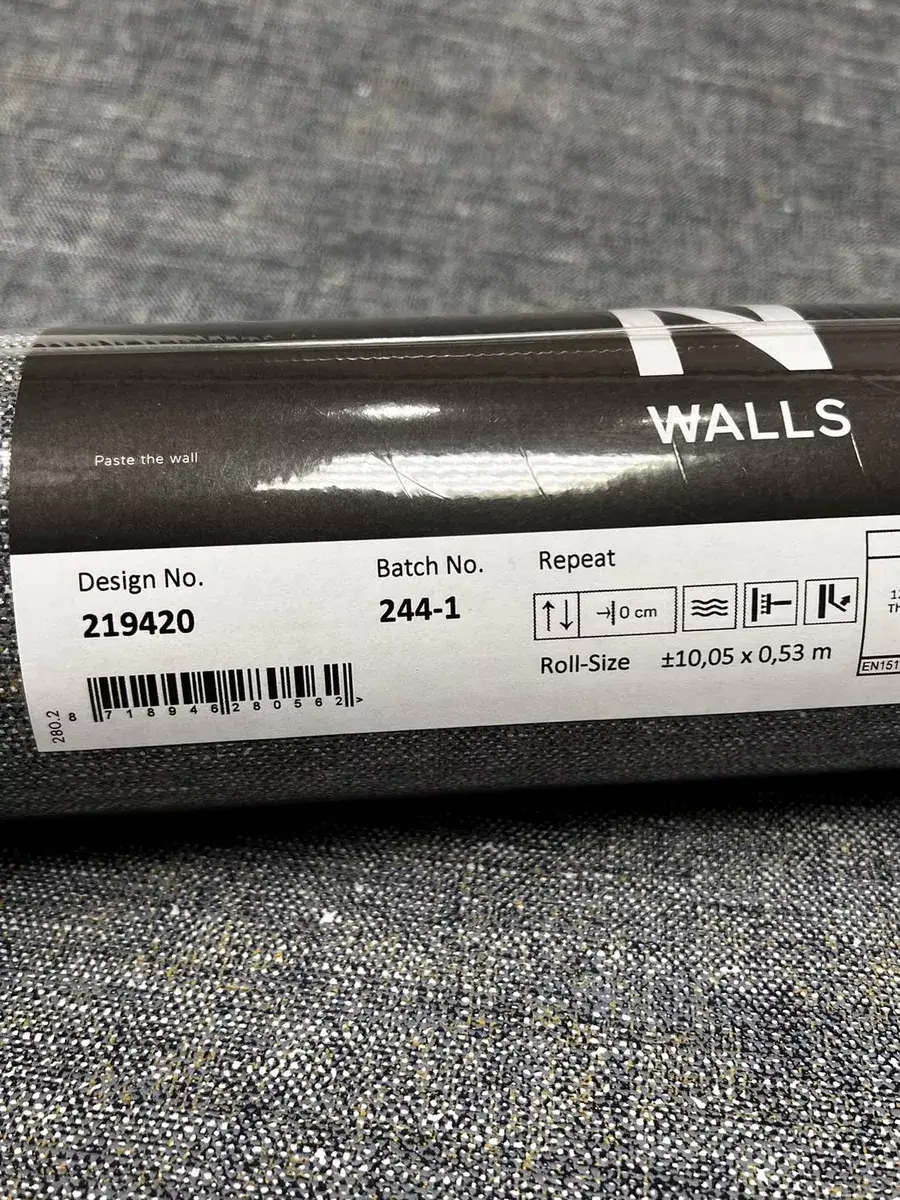 N
WALLS
Paste the wall
Design No.
219420
Batch No.
244-1
Repeat
0 cm
Roll-Size ±10,05 x 0,53 m
280.2
8 718946 280562 >
EN151